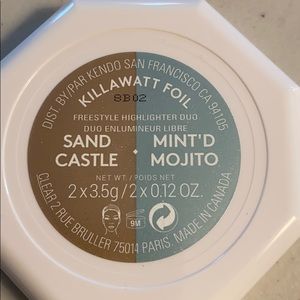 DIST. BY/PAR KENDO SAN FRANCISCO CA 94105
KILLAWATT FOIL
SB02
FREESTYLE HIGHLIGHTER DUO
DUO ENLUMINEUR LIBRE
SAND CASTLE
MINT'D MOJITO
NET WT. / POIDS NET
2 x 3.5g / 2 x 0.12 OZ.
9M
CLEAR 2 RUE BRULLER 75014 PARIS, MADE IN CANADA